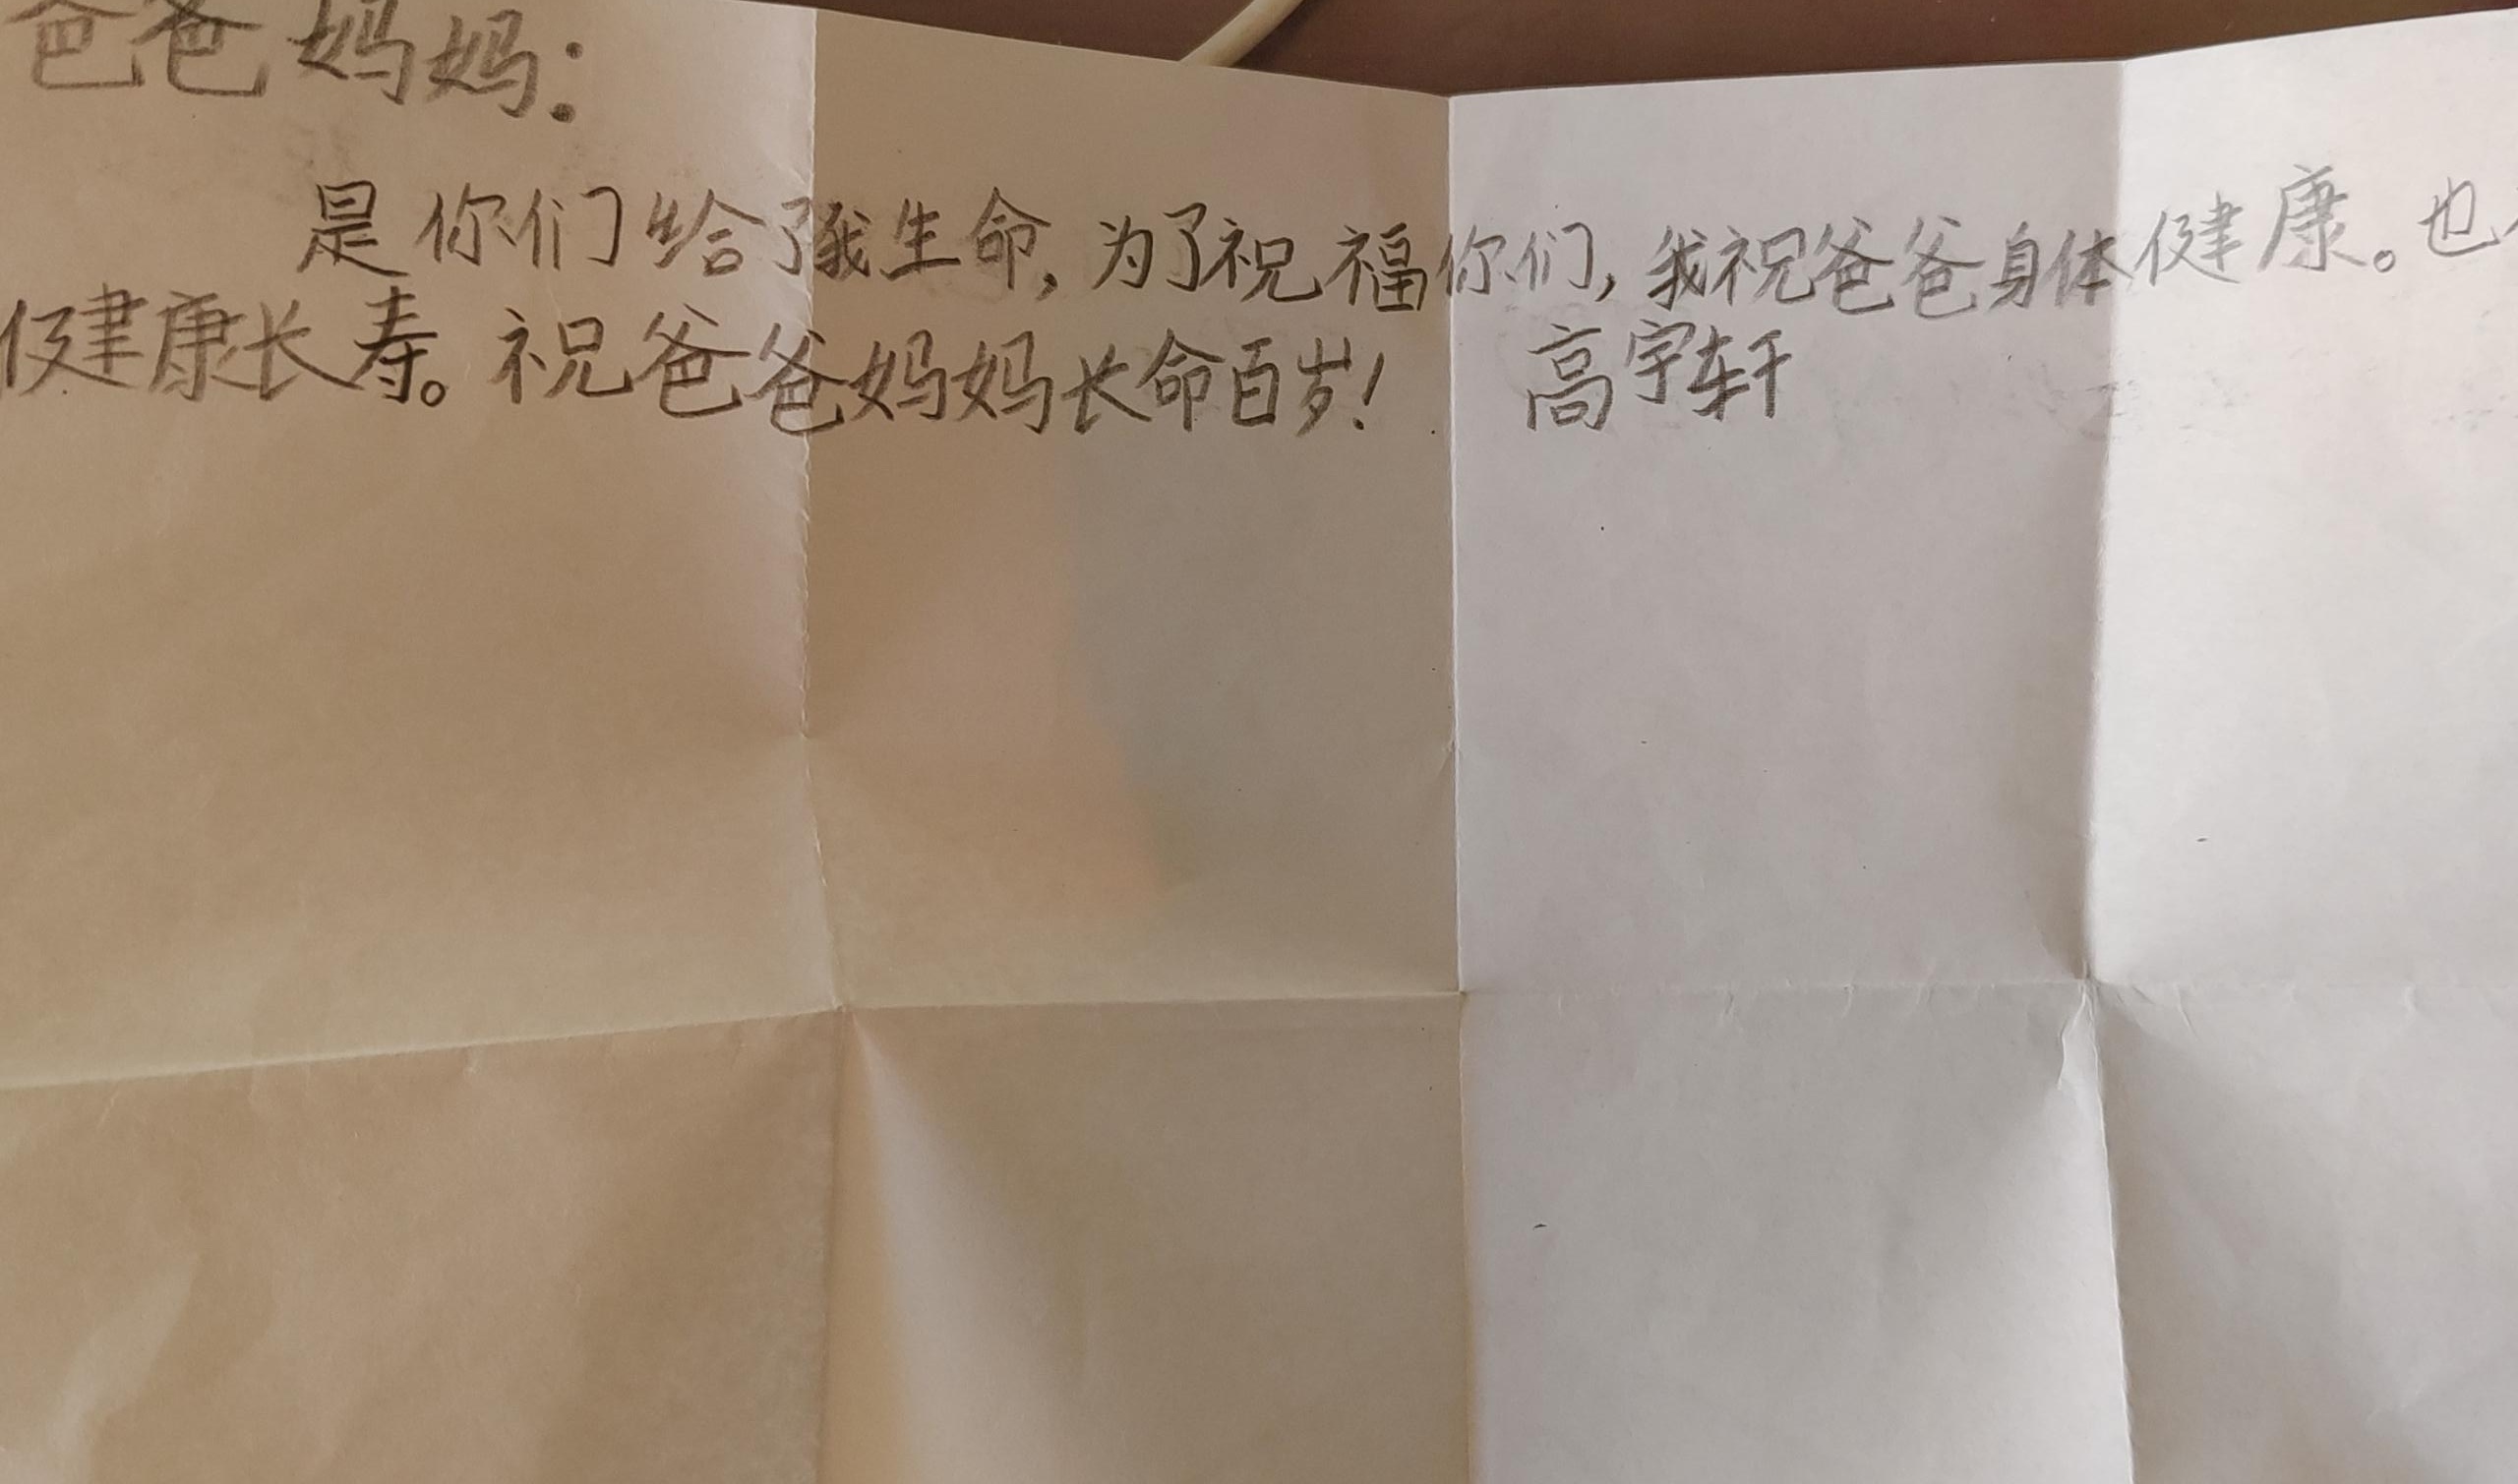 爸爸妈妈:
是你们给了我生命,为了祝福你们,我祝爸爸身体健康。也
健康长寿。祝爸爸妈妈长命百岁! 高宇轩